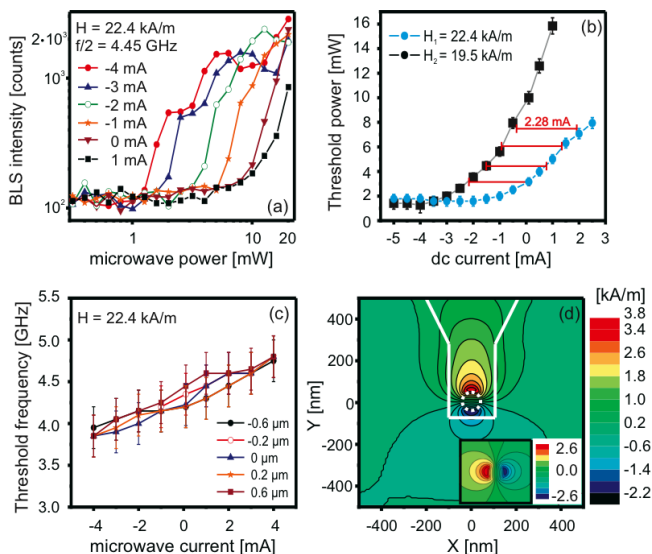 H = 22.4 kA/m
f/2 = 4.45 GHz
-4 mA
-3 mA
-2 mA
-1 mA
0 mA
1 mA
(a)
BLS intensity [counts]
2·10³
10³
10²
1
10
20
microwave power [mW]
(b)
H₁ = 22.4 kA/m
H₂ = 19.5 kA/m
2.28 mA
Threshold power [mW]
16
14
12
10
8
6
4
2
0
-5 -4 -3 -2 -1 0 1 2
dc current [mA]
(c)
H = 22.4 kA/m
-0.6 µm
-0.2 µm
0 µm
0.2 µm
0.6 µm
Threshold frequency [GHz]
5.5
5.0
4.5
4.0
3.5
3.0
-4 -2 0 2 4
microwave current [mA]
(d)
Y [nm]
400
200
0
-200
-400
-500 -200 0 200 500
X [nm]
2.6
0.0
-2.6
[kA/m]
3.8
3.4
2.6
1.8
1.0
0.6
0.2
-0.6
-1.4
-2.2